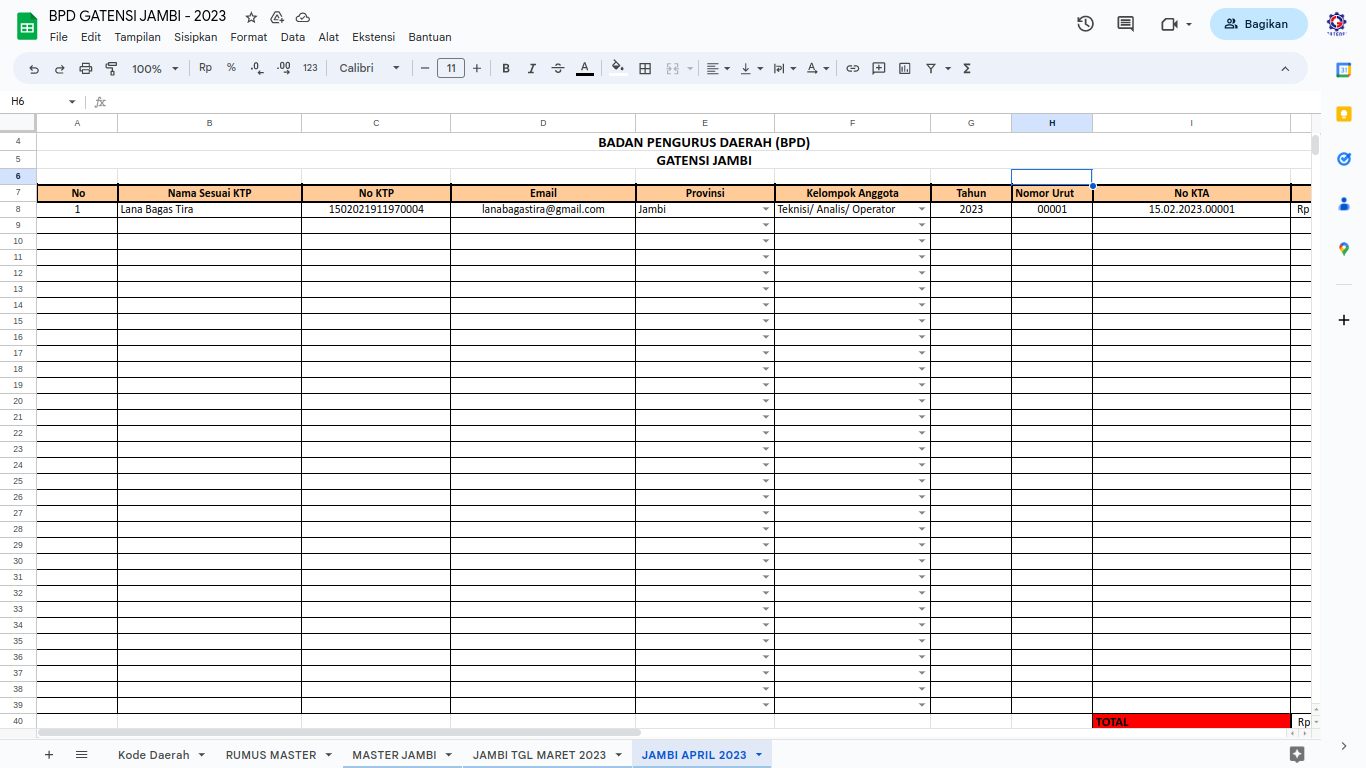 BPD GATENSI JAMBI - 2023
File Edit Tampilan Sisipkan Format Data Alat Ekstensi Bantuan
Bagikan
100% Rp % .0 .00 123 Calibri 11 B I S A Σ
H6 fx
A B C D E F G H I
4 BADAN PENGURUS DAERAH (BPD)
5 GATENSI JAMBI
6
7 No Nama Sesuai KTP No KTP Email Provinsi Kelompok Anggota Tahun Nomor Urut No KTA
8 1 Lana Bagas Tira 1502021911970004 lanabagastira@gmail.com Jambi Teknisi/ Analis/ Operator 2023 00001 15.02.2023.00001 Rp
9
10
11
12
13
14
15
16
17
18
19
20
21
22
23
24
25
26
27
28
29
30
31
32
33
34
35
36
37
38
39
40 TOTAL Rp
Kode Daerah RUMUS MASTER MASTER JAMBI JAMBI TGL MARET 2023 JAMBI APRIL 2023